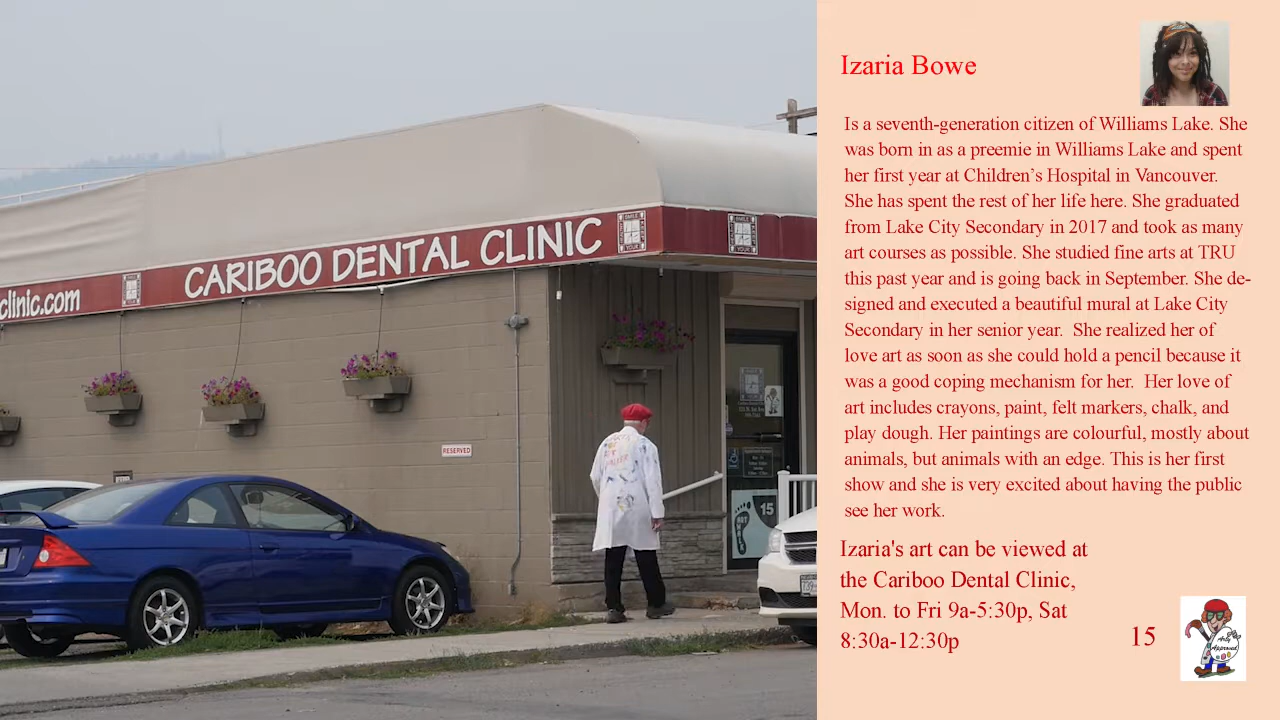 CARIBOO DENTAL CLINIC
clinic.com
RESERVED
15
Izaria Bowe
Is a seventh-generation citizen of Williams Lake. She
was born in as a preemie in Williams Lake and spent
her first year at Children's Hospital in Vancouver.
She has spent the rest of her life here. She graduated
from Lake City Secondary in 2017 and took as many
art courses as possible. She studied fine arts at TRU
this past year and is going back in September. She de-
signed and executed a beautiful mural at Lake City
Secondary in her senior year.  She realized her of
love art as soon as she could hold a pencil because it
was a good coping mechanism for her.  Her love of
art includes crayons, paint, felt markers, chalk, and
play dough. Her paintings are colourful, mostly about
animals, but animals with an edge. This is her first
show and she is very excited about having the public
see her work.
Izaria's art can be viewed at
the Cariboo Dental Clinic,
Mon. to Fri 9a-5:30p, Sat
8:30a-12:30p
15